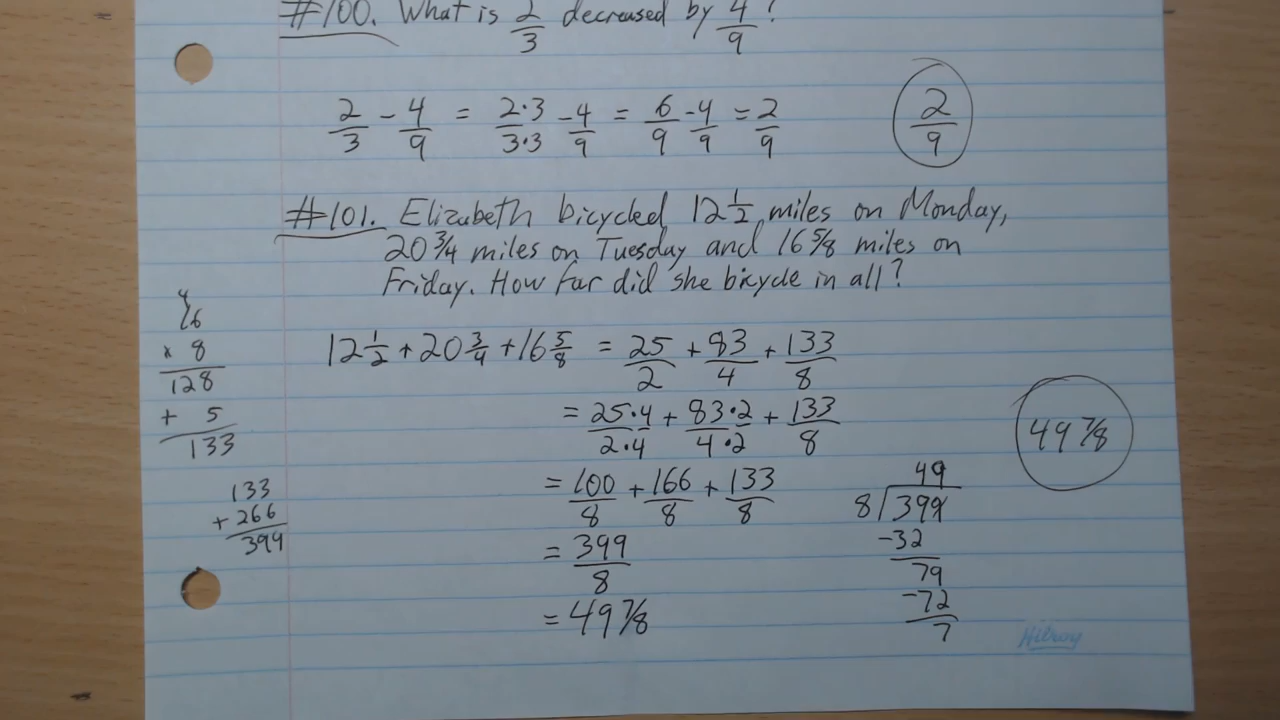 #100. What is 2/3 decreased by 4/9?
2/3 - 4/9 = 2·3/3·3 - 4/9 = 6/9 - 4/9 = 2/9
2/9
#101. Elizabeth bicycled 12 1/2 miles on Monday,
20 3/4 miles on Tuesday and 16 5/8 miles on
Friday. How far did she bicycle in all?
4
16
x 8
128
+ 5
133
133
+ 266
399
12 1/2 + 20 3/4 + 16 5/8 = 25/2 + 83/4 + 133/8
= 25·4/2·4 + 83·2/4·2 + 133/8
= 100/8 + 166/8 + 133/8
= 399/8
= 49 7/8
49
8 399
-32
79
-72
7
49 7/8
Hilroy